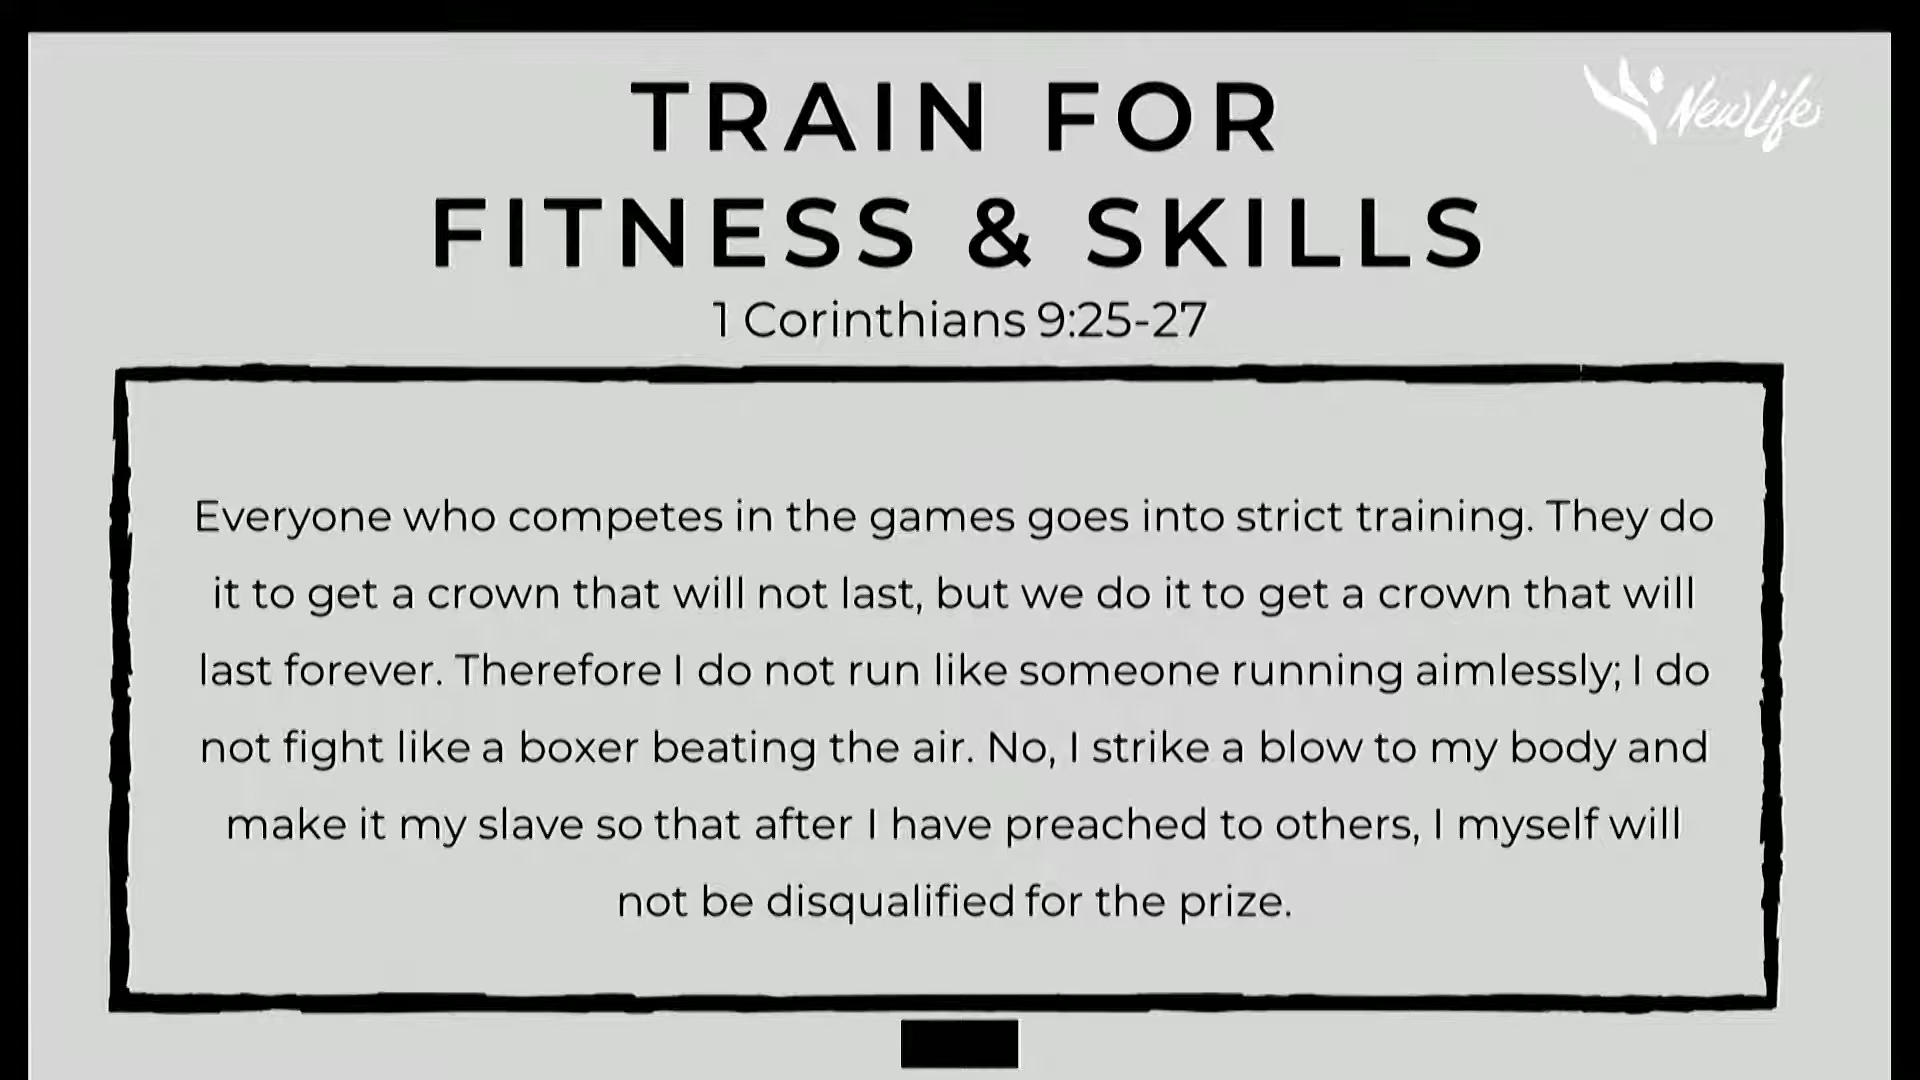 TRAIN FOR
FITNESS & SKILLS
NewLife
1 Corinthians 9:25-27
Everyone who competes in the games goes into strict training. They do
it to get a crown that will not last, but we do it to get a crown that will
last forever. Therefore I do not run like someone running aimlessly; I do
not fight like a boxer beating the air. No, I strike a blow to my body and
make it my slave so that after I have preached to others, I myself will
not be disqualified for the prize.